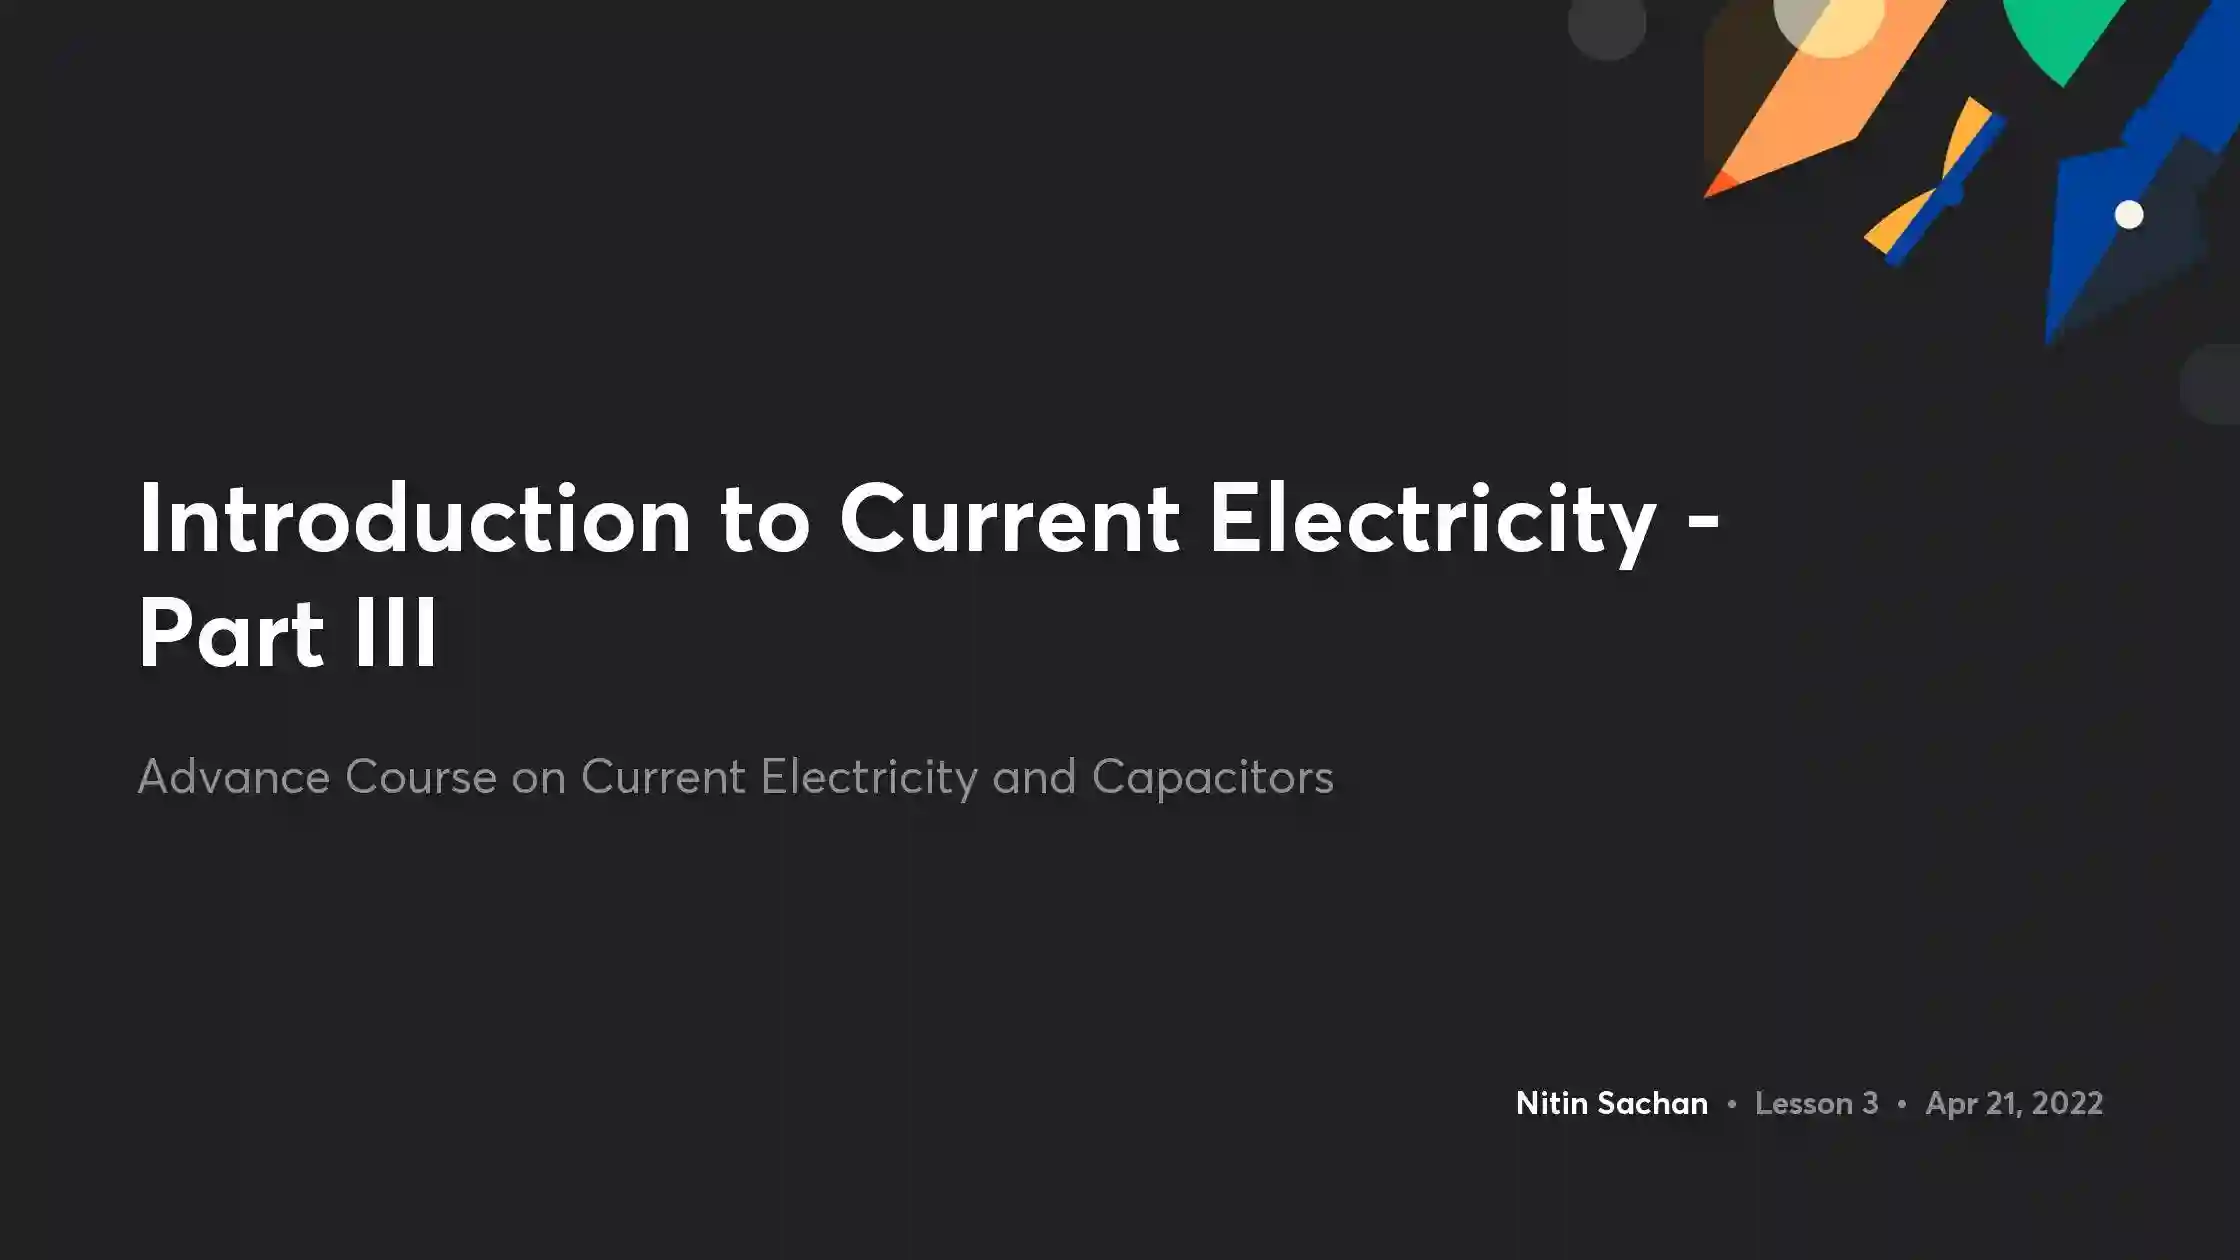 Introduction to Current Electricity -
Part III
Advance Course on Current Electricity and Capacitors
Nitin Sachan • Lesson 3 • Apr 21, 2022